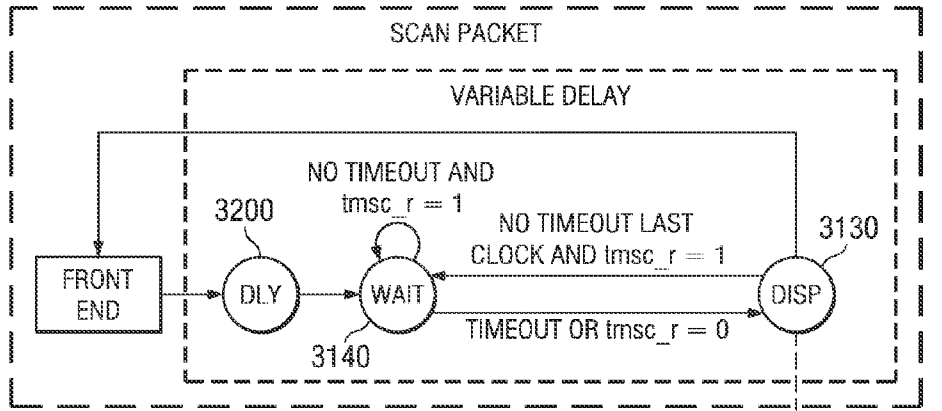 SCAN PACKET
VARIABLE DELAY
NO TIMEOUT AND
tmsc_r = 1
3200
NO TIMEOUT LAST
CLOCK AND tmsc_r = 1
3130
FRONT
END
DLY
WAIT
DISP
TIMEOUT OR tmsc_r = 0
3140